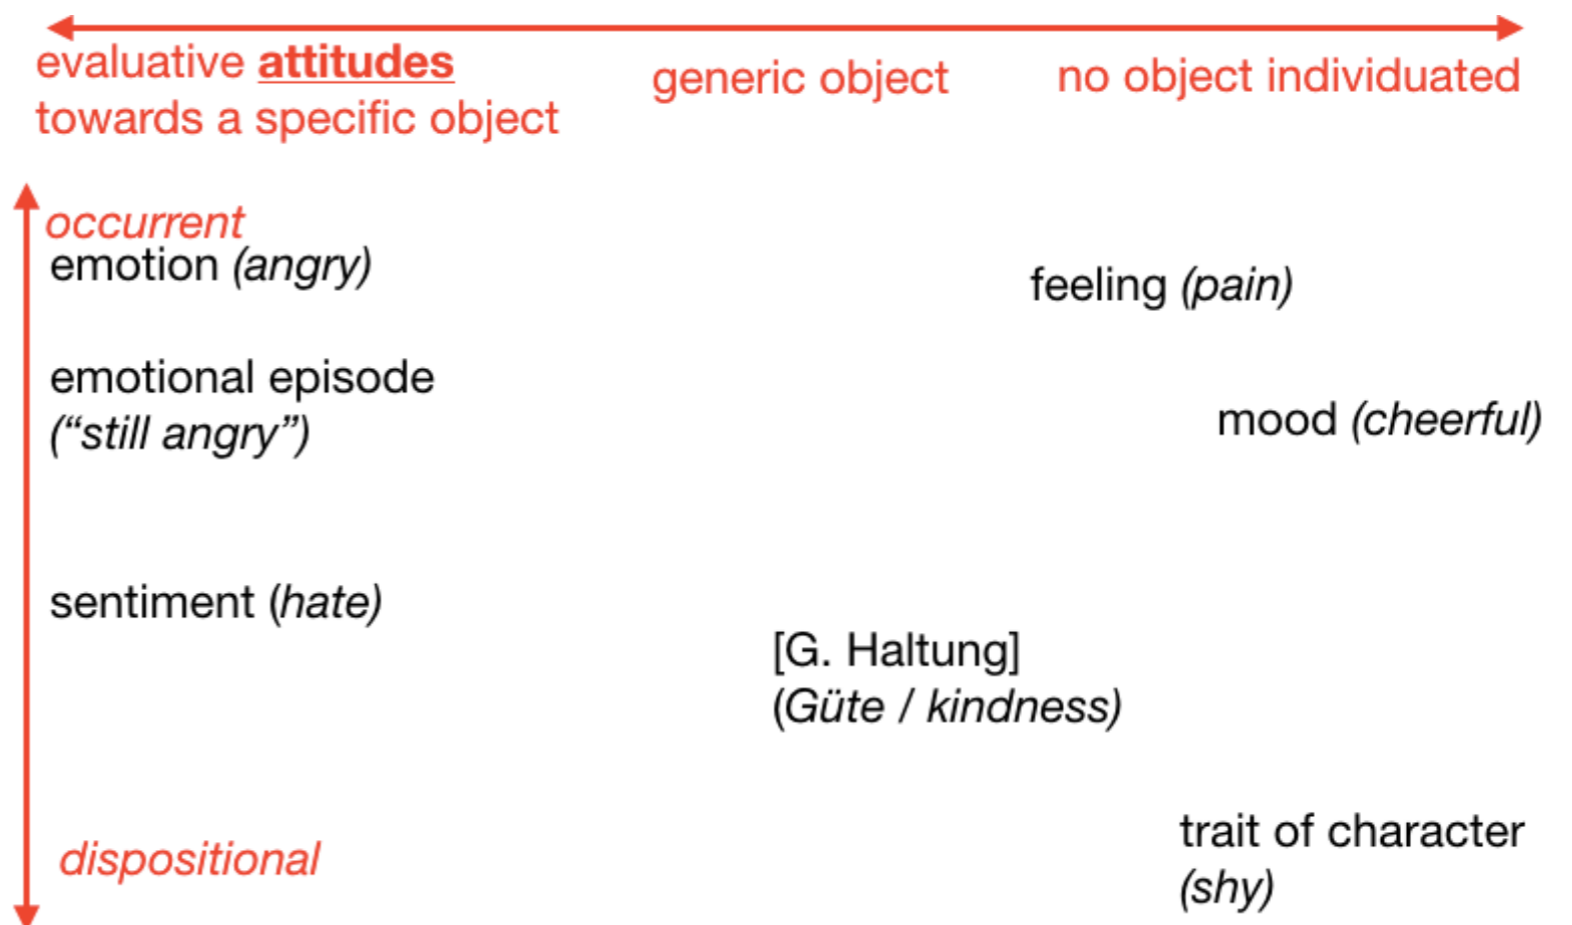 evaluative attitudes
towards a specific object
generic object
no object individuated
occurrent
emotion (angry)
feeling (pain)
emotional episode
(“still angry”)
mood (cheerful)
sentiment (hate)
[G. Haltung]
(Güte / kindness)
trait of character
(shy)
dispositional